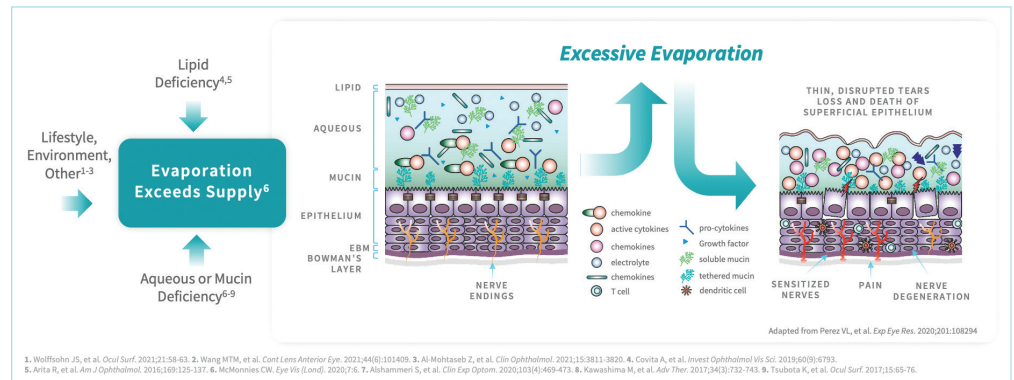 Excessive Evaporation
Lipid
Deficiency4,5
Lifestyle,
Environment,
Other1-3
Evaporation
Exceeds Supply6
Aqueous or Mucin
Deficiency6-9
LIPID
AQUEOUS
MUCIN
EPITHELIUM
EBM
BOWMAN'S
LAYER
NERVE
ENDINGS
chemokine
active cytokines
chemokines
electrolyte
chemokines
T cell
pro-cytokines
Growth factor
soluble mucin
tethered mucin
dendritic cell
THIN, DISRUPTED TEARS
LOSS AND DEATH OF
SUPERFICIAL EPITHELIUM
SENSITIZED
NERVES
PAIN
NERVE
DEGENERATION
Adapted from Perez VL, et al. Exp Eye Res. 2020;201:108294
1. Wolffsohn JS, et al. Ocul Surf. 2021;21:58-63. 2. Wang MTM, et al. Cont Lens Anterior Eye. 2021;44(6):101409. 3. Al-Mohtaseb Z, et al. Clin Ophthalmol. 2021;15:3811-3820. 4. Covita A, et al. Invest Ophthalmol Vis Sci. 2019;60(9):6793.
5. Arita R, et al. Am J Ophthalmol. 2016;169:125-137. 6. McMonnies CW. Eye Vis (Land). 2020;7:6. 7. Alshammeri S, et al. Clin Exp Optom. 2020;103(4):469-473. 8. Kawashima M, et al. Adv Ther. 2017;34(3):732-743. 9. Tsubota K, et al. Ocul Surf. 2017;15:65-76.